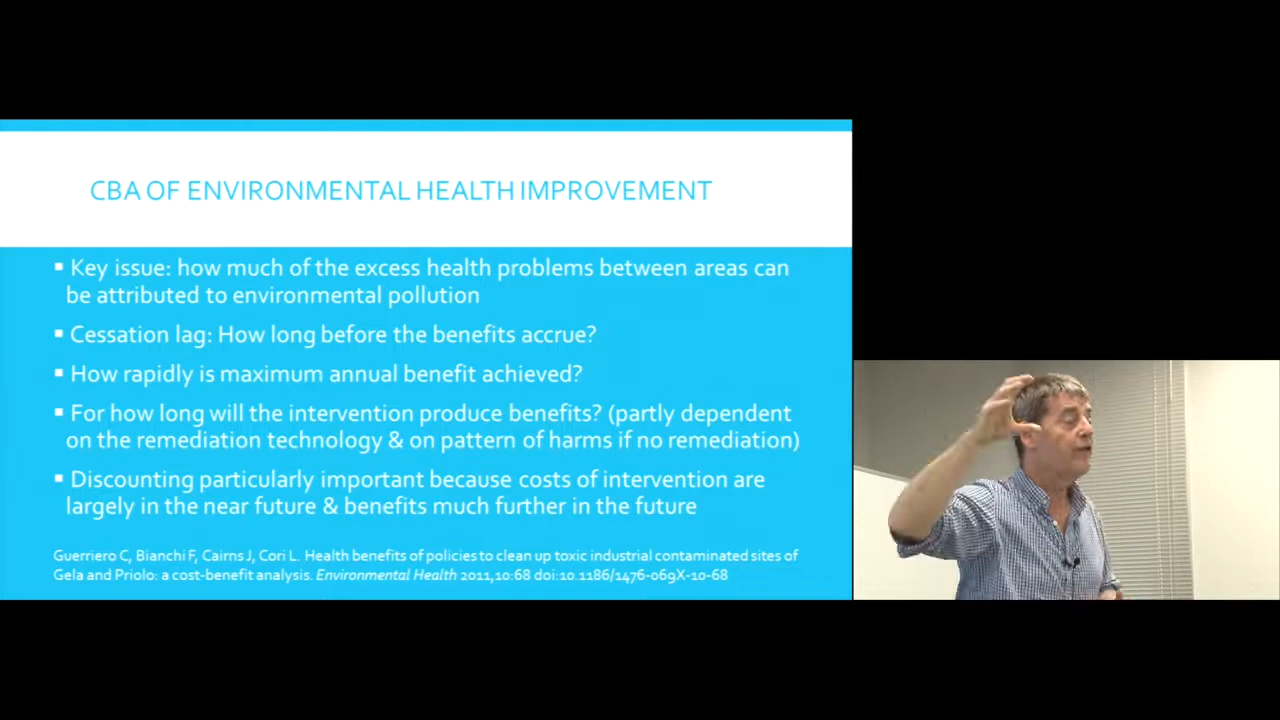 CBA OF ENVIRONMENTAL HEALTH IMPROVEMENT
▪ Key issue: how much of the excess health problems between areas can
be attributed to environmental pollution
▪ Cessation lag: How long before the benefits accrue?
▪ How rapidly is maximum annual benefit achieved?
▪ For how long will the intervention produce benefits? (partly dependent
on the remediation technology & on pattern of harms if no remediation)
▪ Discounting particularly important because costs of intervention are
largely in the near future & benefits much further in the future
Guerriero C, Bianchi F, Cairns J, Cori L. Health benefits of policies to clean up toxic industrial contaminated sites of
Gela and Priolo: a cost-benefit analysis. Environmental Health 2011,10:68 doi:10.1186/1476-069X-10-68